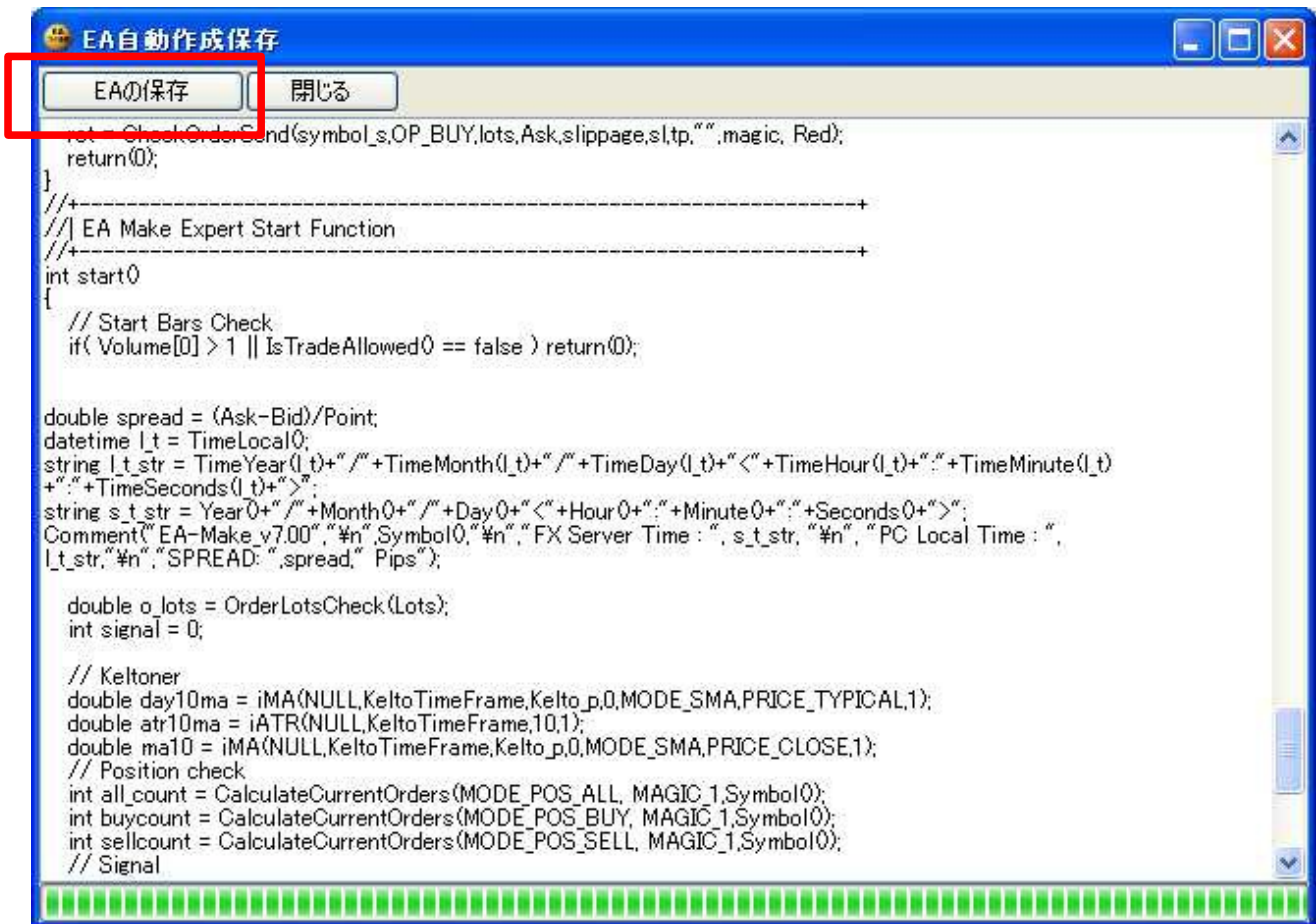 EA自動作成保存
EAの保存 閉じる
ret = CheckOrderSend(symbol_s,OP_BUY,lots,Ask,slippage,sl,tp,"",magic, Red);
return(0);
}
//+------------------------------------------------------------------+
//| EA Make Expert Start Function
//+------------------------------------------------------------------+
int start()
{
// Start Bars Check
if( Volume[0] > 1 || IsTradeAllowed() == false ) return(0);
double spread = (Ask-Bid)/Point;
datetime l_t = TimeLocal();
string l_t_str = TimeYear(l_t)+"/"+TimeMonth(l_t)+"/"+TimeDay(l_t)+"<"+TimeHour(l_t)+":"+TimeMinute(l_t)
+":"+TimeSeconds(l_t)+">";
string s_t_str = Year()+"/"+Month()+"/"+Day()+"<"+Hour()+":"+Minute()+":"+Seconds()+">";
Comment("EA-Make_v7.00","¥n",Symbol(),"¥n","FX Server Time : ", s_t_str, "¥n", "PC Local Time : ",
l_t_str,"¥n","SPREAD: ",spread," Pips");
double o_lots = OrderLotsCheck(Lots);
int signal = 0;
// Keltoner
double day10ma = iMA(NULL,KeltoTimeFrame,Kelto_p,0,MODE_SMA,PRICE_TYPICAL,1);
double atr10ma = iATR(NULL,KeltoTimeFrame,10,1);
double ma10 = iMA(NULL,KeltoTimeFrame,Kelto_p,0,MODE_SMA,PRICE_CLOSE,1);
// Position check
int all_count = CalculateCurrentOrders(MODE_POS_ALL, MAGIC_1,Symbol());
int buycount = CalculateCurrentOrders(MODE_POS_BUY, MAGIC_1,Symbol());
int sellcount = CalculateCurrentOrders(MODE_POS_SELL, MAGIC_1,Symbol());
// Signal